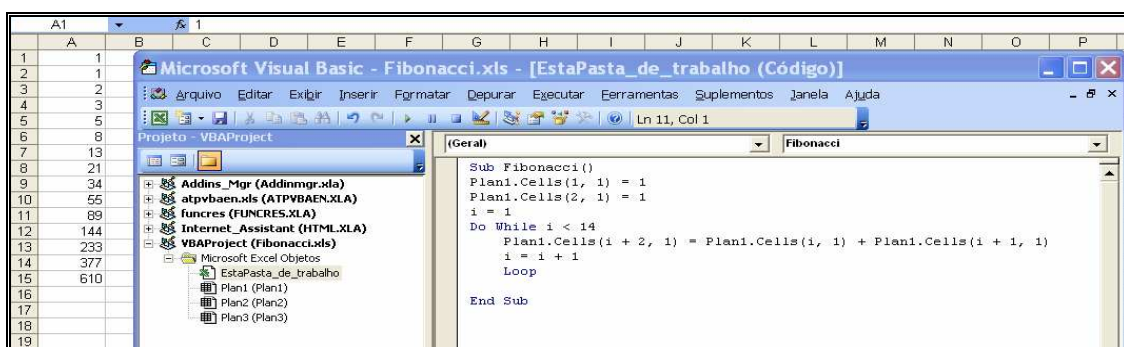 A1 fx 1
A B C D E F G H I J K L M N O P
1 1
2 1
3 2
4 3
5 5
6 8
7 13
8 21
9 34
10 55
11 89
12 144
13 233
14 377
15 610
16
17
18
19
Microsoft Visual Basic - Fibonacci.xls - [EstaPasta_de_trabalho (Código)]
Arquivo Editar Exibir Inserir Formatar Depurar Executar Ferramentas Suplementos Janela Ajuda
Ln 11, Col 1
Projeto - VBAProject
Addins_Mgr (Addinmgr.xla)
atpvbaen.xls (ATPVBAEN.XLA)
funcres (FUNCRES.XLA)
Internet_Assistant (HTML.XLA)
VBAProject (Fibonacci.xls)
Microsoft Excel Objetos
EstaPasta_de_trabalho
Plan1 (Plan1)
Plan2 (Plan2)
Plan3 (Plan3)
(Geral) Fibonacci
Sub Fibonacci()
Plan1.Cells(1, 1) = 1
Plan1.Cells(2, 1) = 1
i = 1
Do While i < 14
Plan1.Cells(i + 2, 1) = Plan1.Cells(i, 1) + Plan1.Cells(i + 1, 1)
i = i + 1
Loop
End Sub